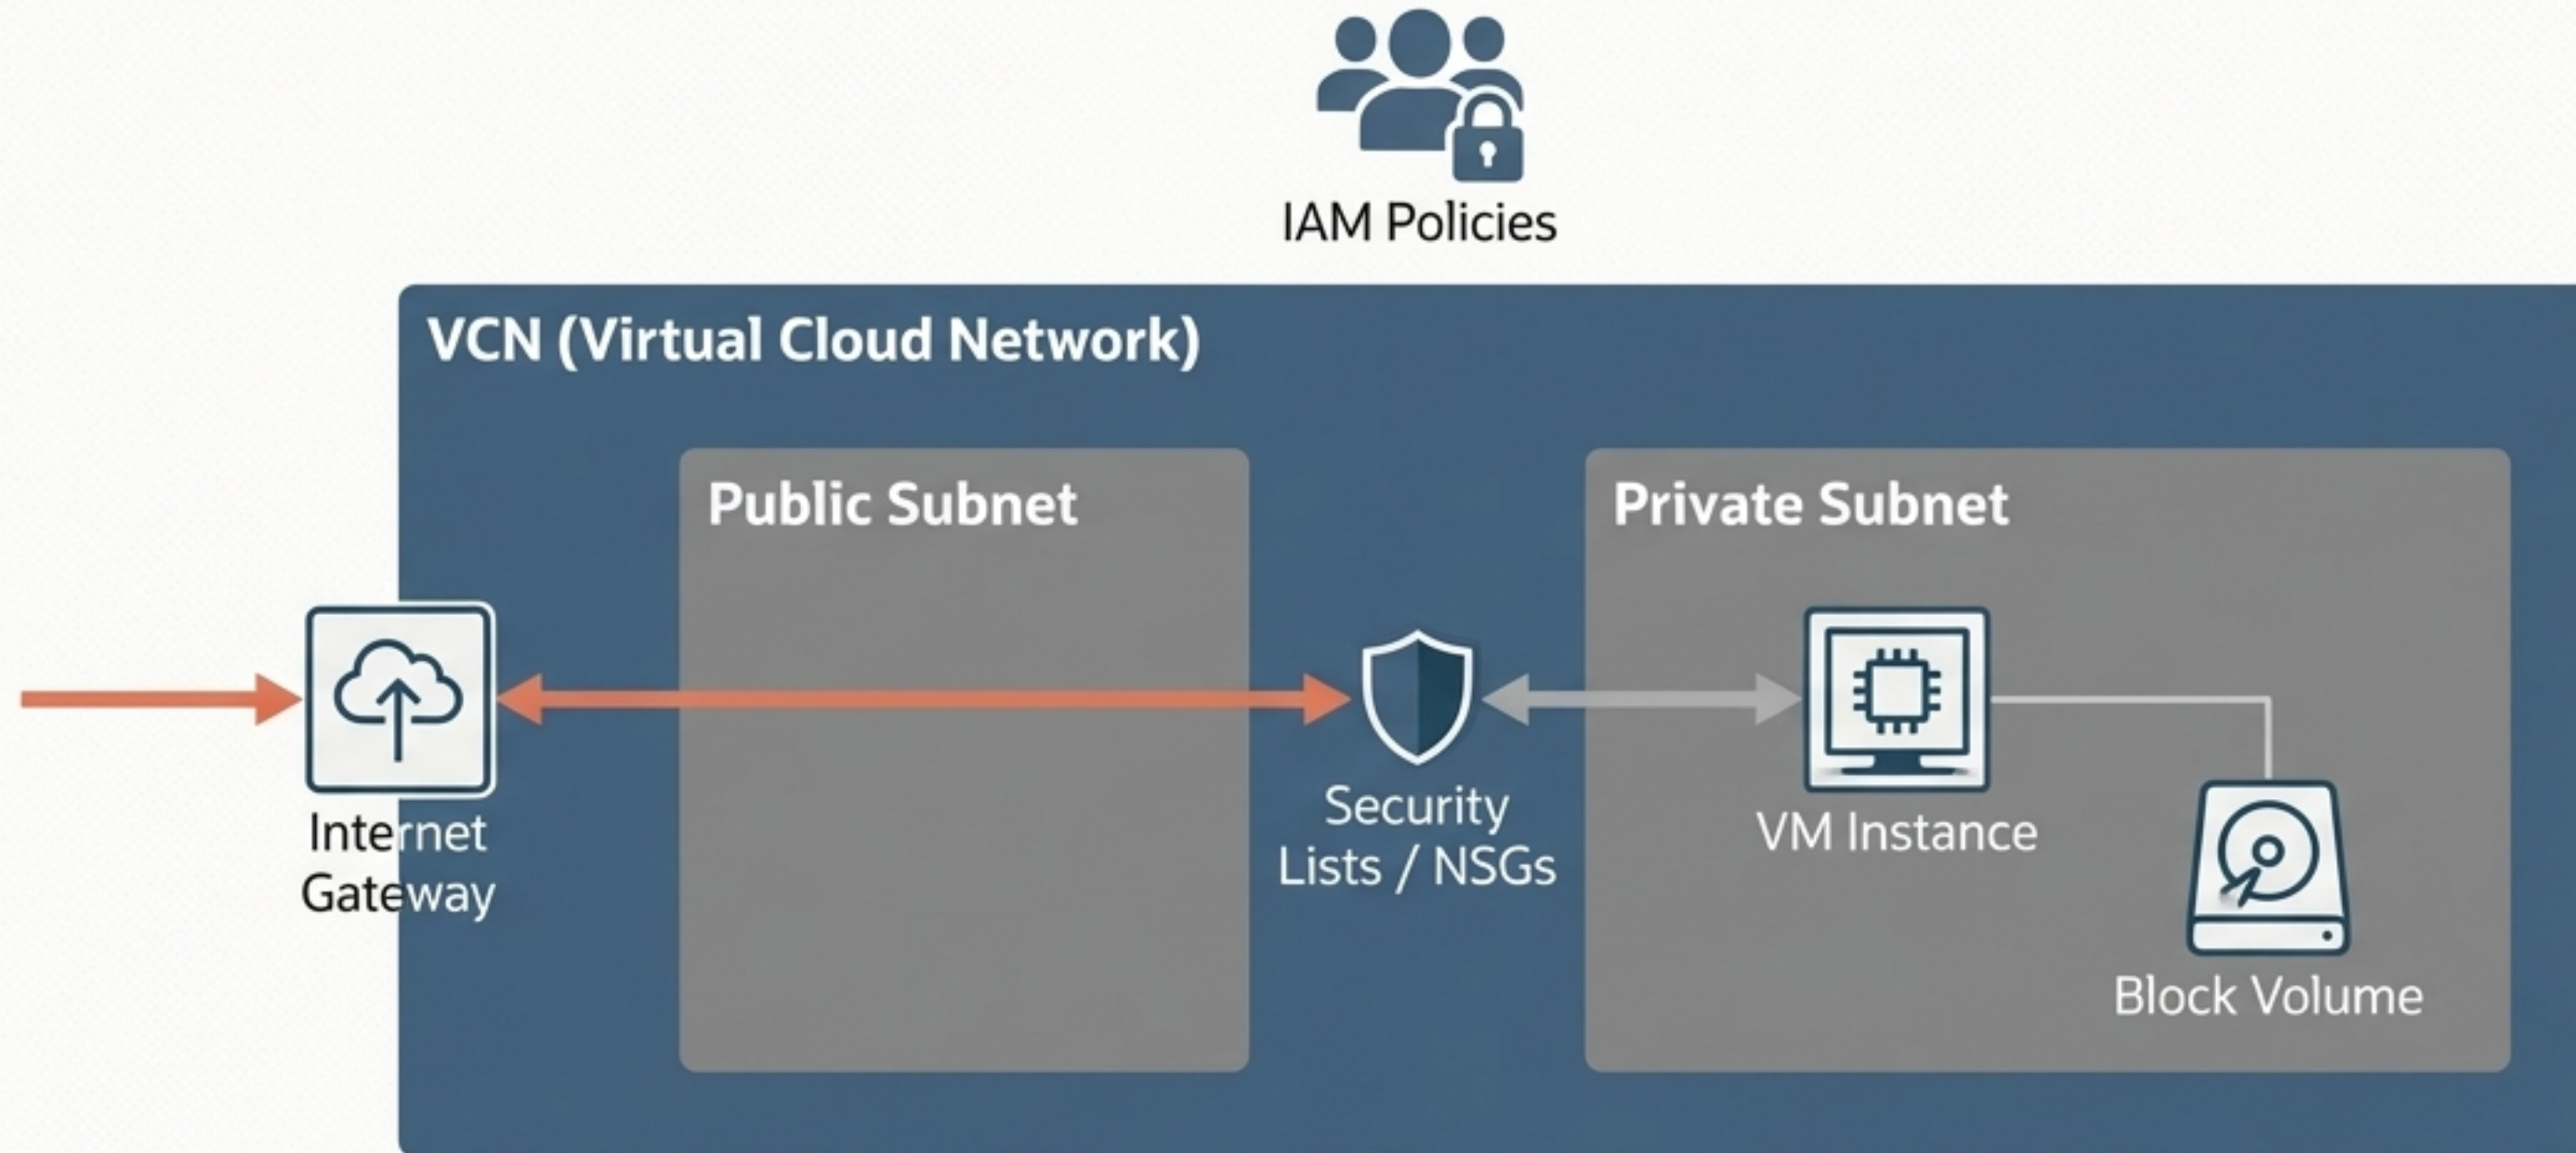 IAM Policies
VCN (Virtual Cloud Network)
Public Subnet
Private Subnet
Internet
Gateway
Security
Lists / NSGs
VM Instance
Block Volume